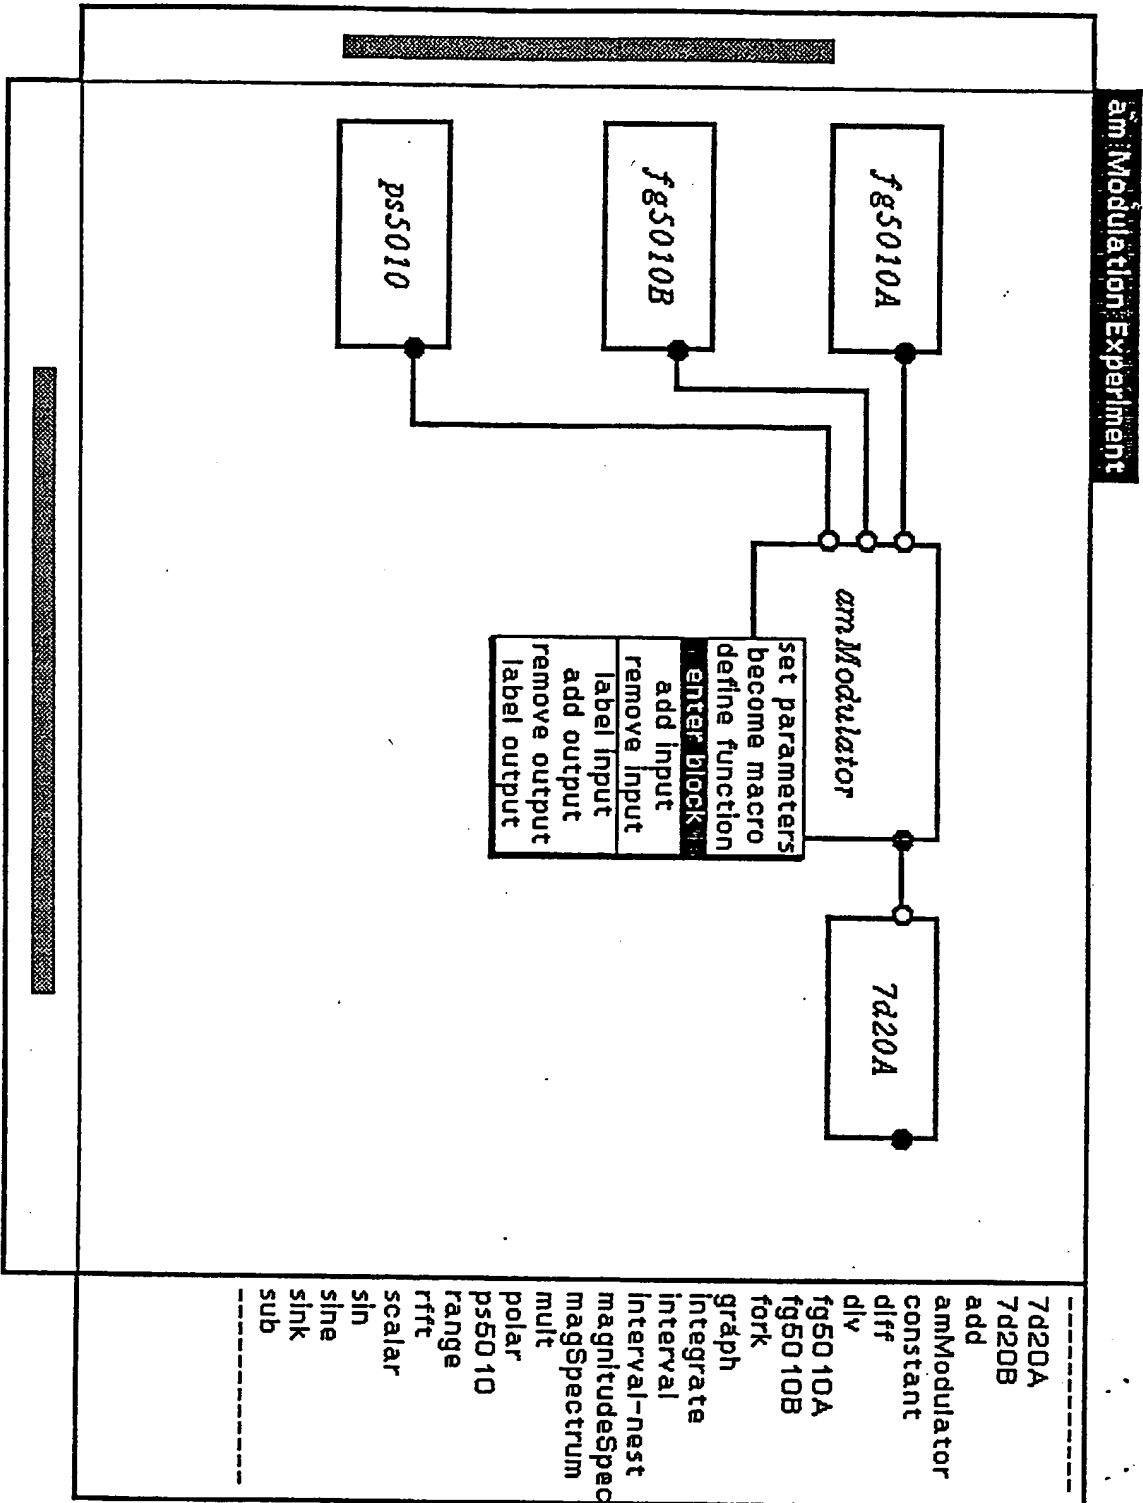 am Modulation Experiment
fg5010A
fg5010B
ps5010
amModulator
7d20A
set parameters
become macro
define function
enter block
add input
remove input
label input
add output
remove output
label output
--------------
7d20A
7d20B
add
amModulator
constant
diff
div
fg5010A
fg5010B
fork
graph
integrate
interval
interval-nest
magnitudeSpec
magSpectrum
mult
polar
ps5010
range
rfft
scalar
sin
sine
sink
sub
--------------